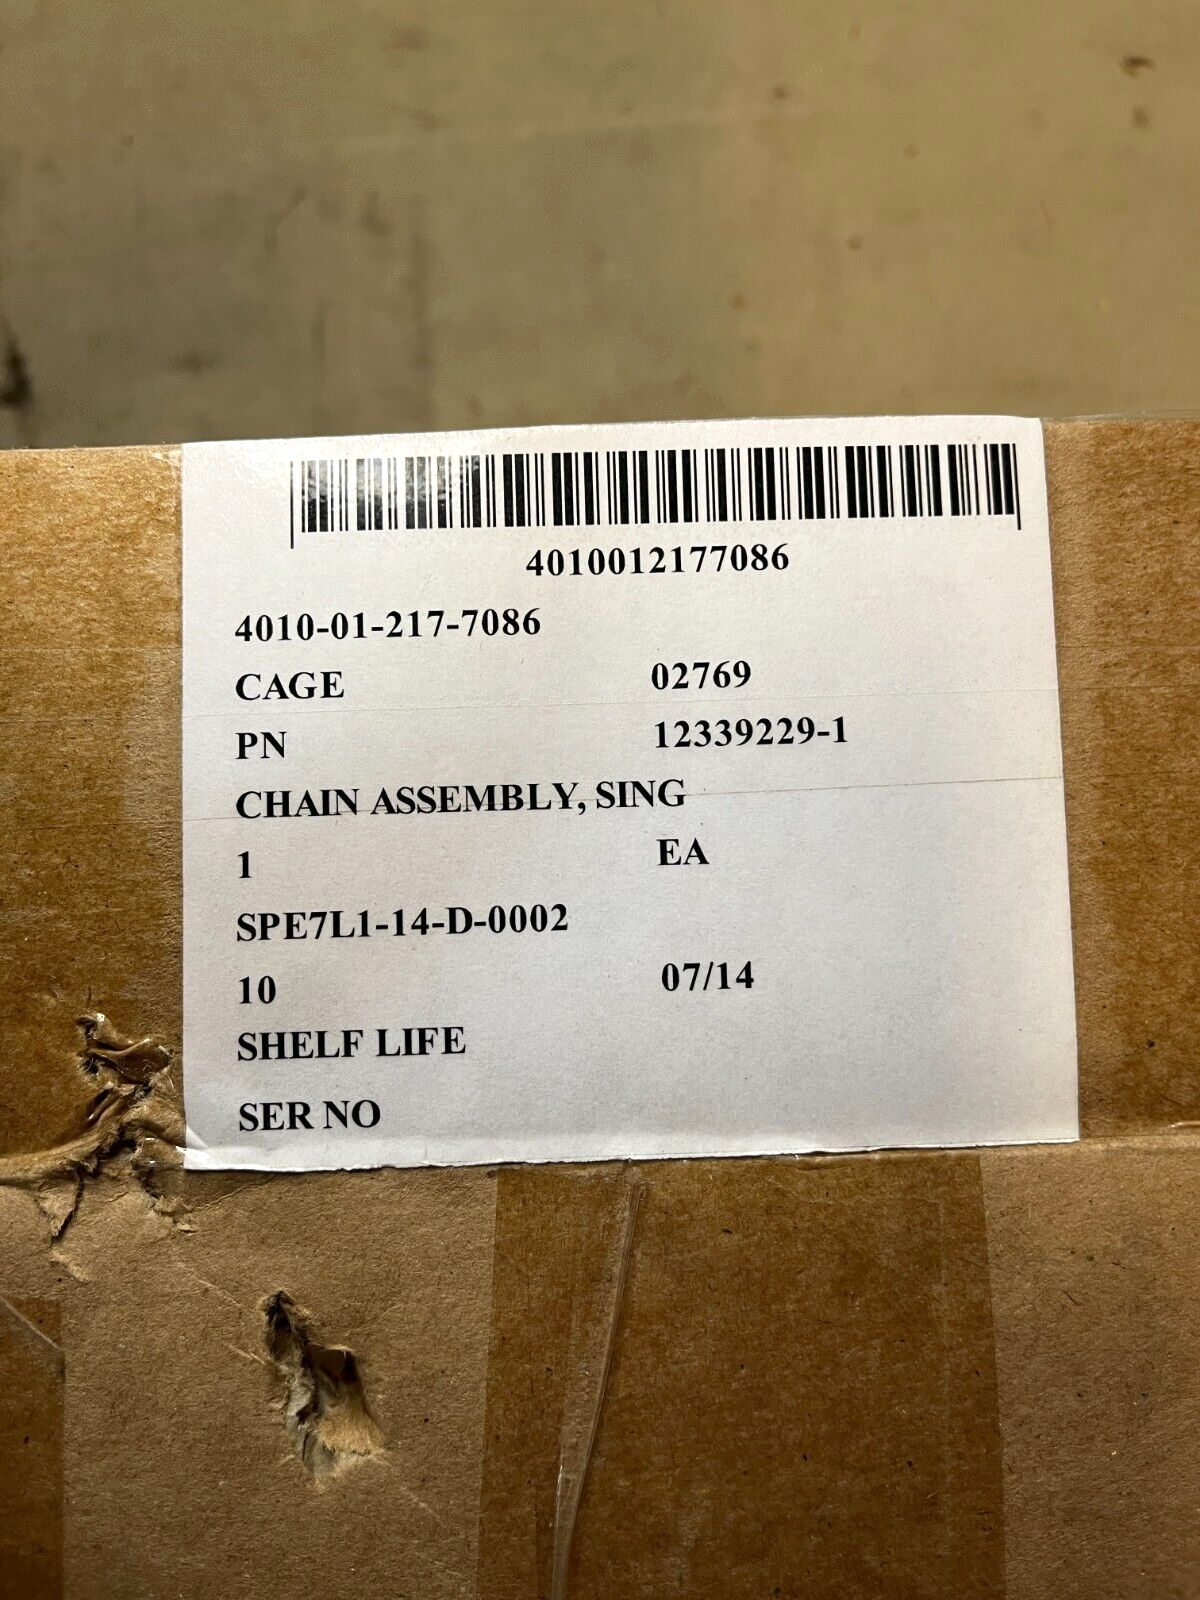 4010012177086
4010-01-217-7086
CAGE 02769
PN 12339229-1
CHAIN ASSEMBLY, SING
1 EA
SPE7L1-14-D-0002
10 07/14
SHELF LIFE
SER NO